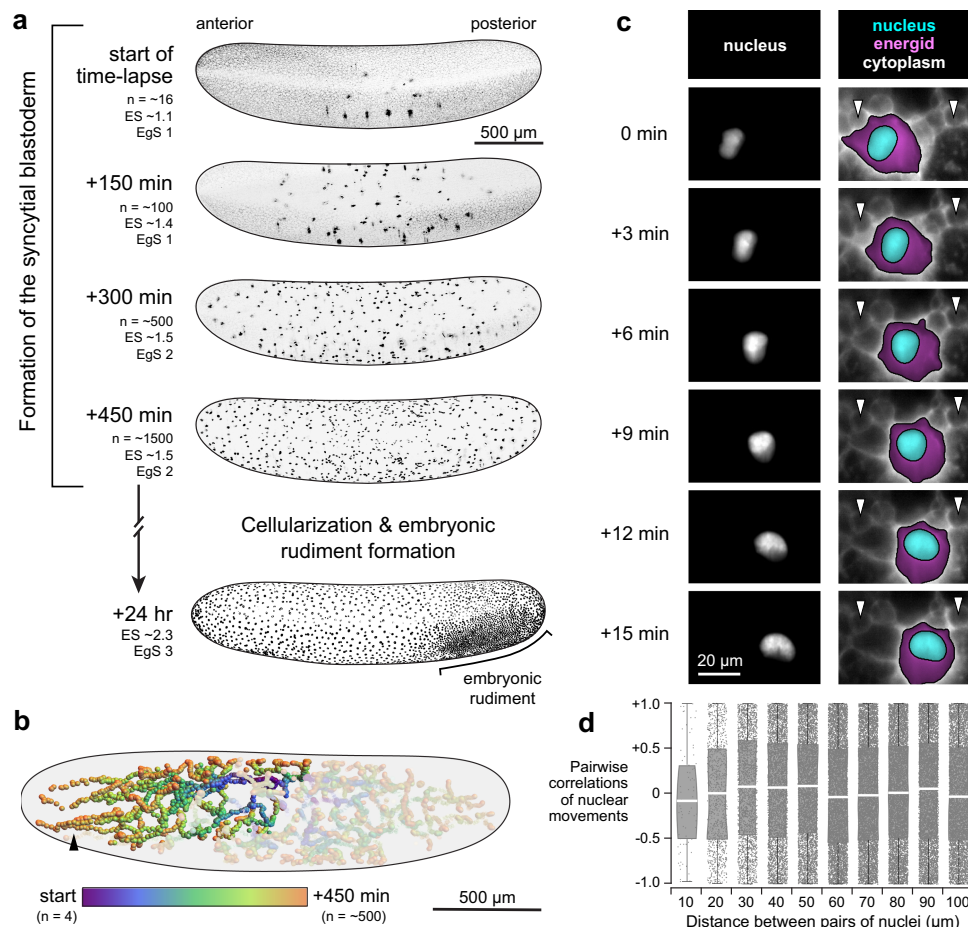 a
anterior
posterior
Formation of the syncytial blastoderm
start of
time-lapse
n = ~16
ES ~1.1
EgS 1
500 µm
+150 min
n = ~100
ES ~1.4
EgS 1
+300 min
n = ~500
ES ~1.5
EgS 2
+450 min
n = ~1500
ES ~1.5
EgS 2
Cellularization & embryonic
rudiment formation
+24 hr
ES ~2.3
EgS 3
embryonic
rudiment
b
start
(n = 4)
+450 min
(n = ~500)
500 µm
c
nucleus
nucleus
energid
cytoplasm
0 min
+3 min
+6 min
+9 min
+12 min
+15 min
20 µm
d
Pairwise
correlations
of nuclear
movements
+1.0
+0.5
0
-0.5
-1.0
10 20 30 40 50 60 70 80 90 100
Distance between pairs of nuclei (µm)